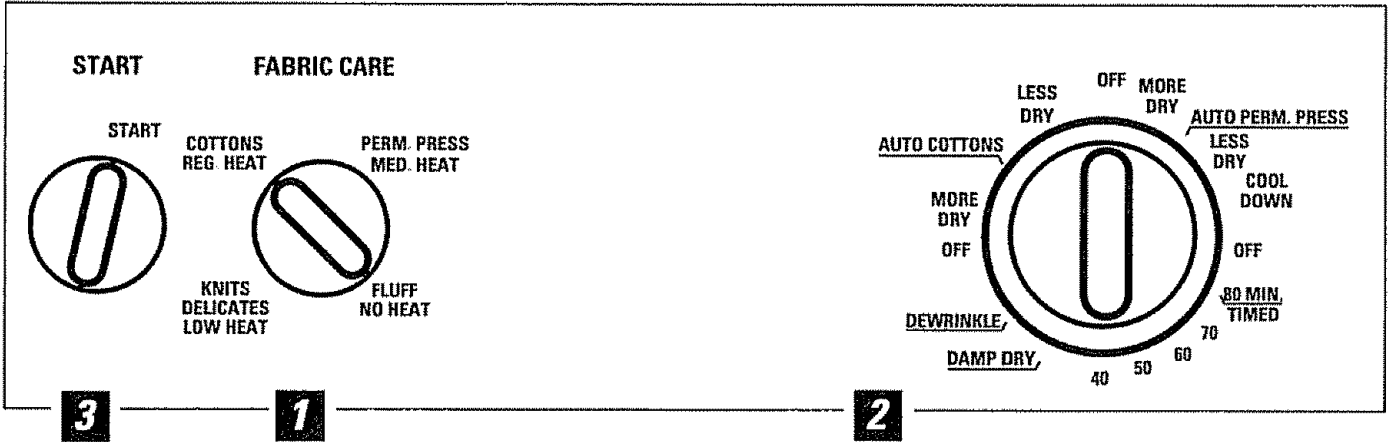 START
FABRIC CARE
START
COTTONS
REG. HEAT
PERM. PRESS
MED. HEAT
KNITS
DELICATES
LOW HEAT
FLUFF
NO HEAT
OFF
LESS
DRY
MORE
DRY
AUTO COTTONS
AUTO PERM. PRESS
LESS
DRY
COOL
DOWN
MORE
DRY
OFF
OFF
80 MIN.
TIMED
DEWRINKLE
70
60
DAMP DRY
50
40
3
1
2